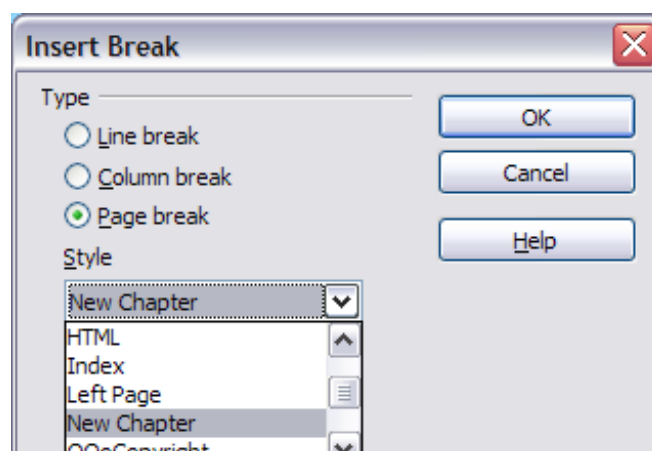 Insert Break
Type
Line break
Column break
Page break
Style
New Chapter
HTML
Index
Left Page
New Chapter
OOoCopyright
OK
Cancel
Help